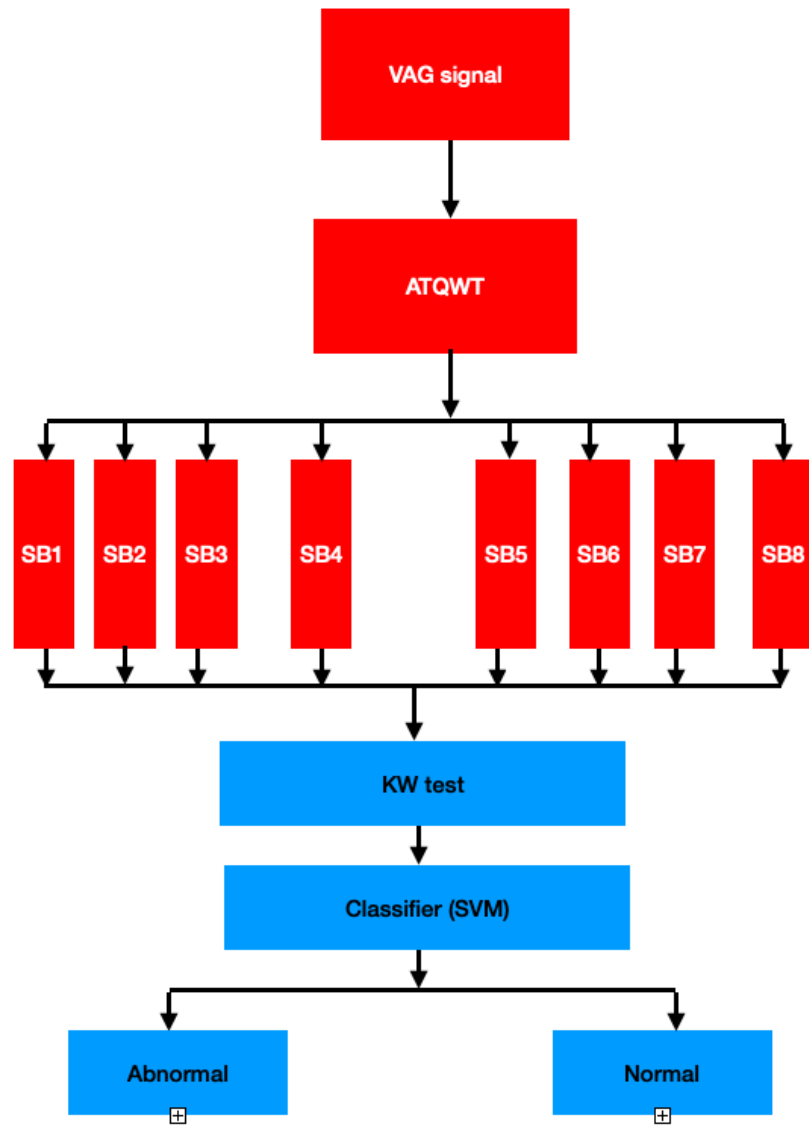 VAG signal
ATQWT
SB1 SB2 SB3 SB4 SB5 SB6 SB7 SB8
KW test
Classifier (SVM)
Abnormal Normal